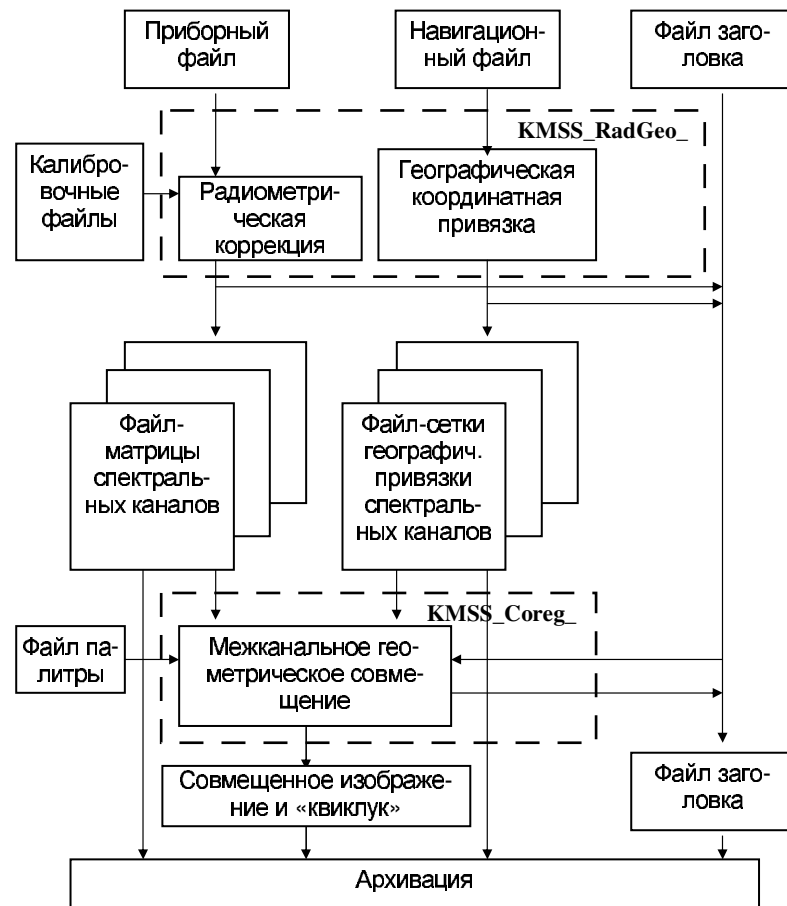 Приборный
файл
Навигацион-
ный файл
Файл заго-
ловка
KMSS_RadGeo_
Калибро-
вочные
файлы
Радиометри-
ческая
коррекция
Географическая
координатная
привязка
Файл-
матрицы
спектраль-
ных каналов
Файл-сетки
географич.
привязки
спектраль-
ных каналов
KMSS_Coreg_
Файл па-
литры
Межканальное гео-
метрическое совме-
щение
Совмещенное изображе-
ние и «квиклук»
Файл заго-
ловка
Архивация